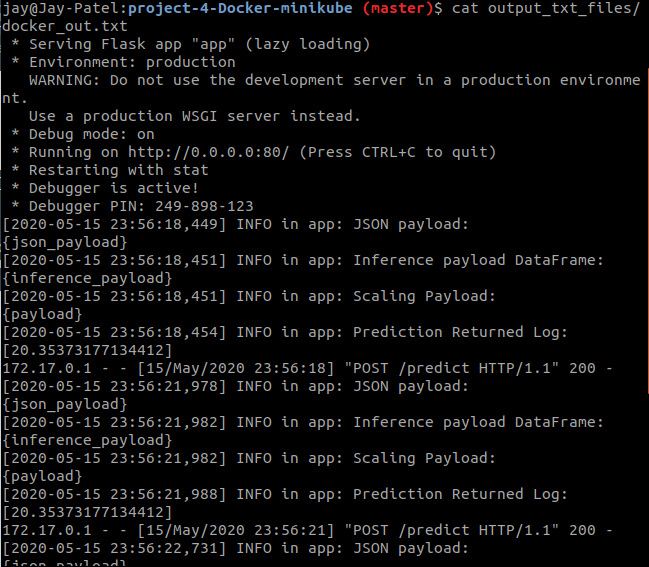 jay@Jay-Patel:project-4-Docker-minikube (master)$ cat output_txt_files/
docker_out.txt
 * Serving Flask app "app" (lazy loading)
 * Environment: production
   WARNING: Do not use the development server in a production environme
nt.
   Use a production WSGI server instead.
 * Debug mode: on
 * Running on http://0.0.0.0:80/ (Press CTRL+C to quit)
 * Restarting with stat
 * Debugger is active!
 * Debugger PIN: 249-898-123
[2020-05-15 23:56:18,449] INFO in app: JSON payload:
{json_payload}
[2020-05-15 23:56:18,451] INFO in app: Inference payload DataFrame:
{inference_payload}
[2020-05-15 23:56:18,451] INFO in app: Scaling Payload:
{payload}
[2020-05-15 23:56:18,454] INFO in app: Prediction Returned Log:
[20.35373177134412]
172.17.0.1 - - [15/May/2020 23:56:18] "POST /predict HTTP/1.1" 200 -
[2020-05-15 23:56:21,978] INFO in app: JSON payload:
{json_payload}
[2020-05-15 23:56:21,982] INFO in app: Inference payload DataFrame:
{inference_payload}
[2020-05-15 23:56:21,982] INFO in app: Scaling Payload:
{payload}
[2020-05-15 23:56:21,988] INFO in app: Prediction Returned Log:
[20.35373177134412]
172.17.0.1 - - [15/May/2020 23:56:21] "POST /predict HTTP/1.1" 200 -
[2020-05-15 23:56:22,731] INFO in app: JSON payload:
{json_payload}